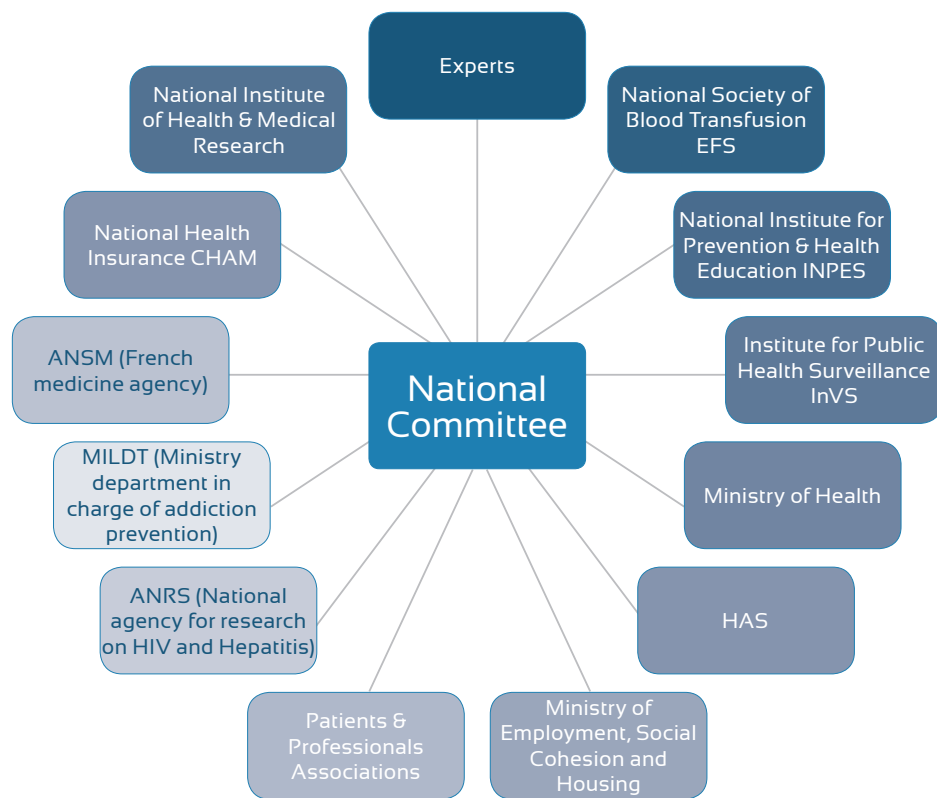 Experts
National Society of
Blood Transfusion
EFS
National Institute for
Prevention & Health
Education INPES
Institute for Public
Health Surveillance
InVS
Ministry of Health
HAS
Ministry of
Employment, Social
Cohesion and
Housing
Patients &
Professionals
Associations
ANRS (National
agency for research
on HIV and Hepatitis)
MILDT (Ministry
department in
charge of addiction
prevention)
ANSM (French
medicine agency)
National Health
Insurance CHAM
National Institute
of Health & Medical
Research
National
Committee